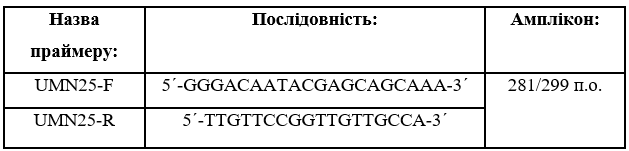 Назва праймеру: Послідовність: Амплікон:
UMN25-F 5´-GGGACAATACGAGCAGCAAA-3´ 281/299 п.о.
UMN25-R 5´-TTGTTCCGGTTGTTGCCA-3´